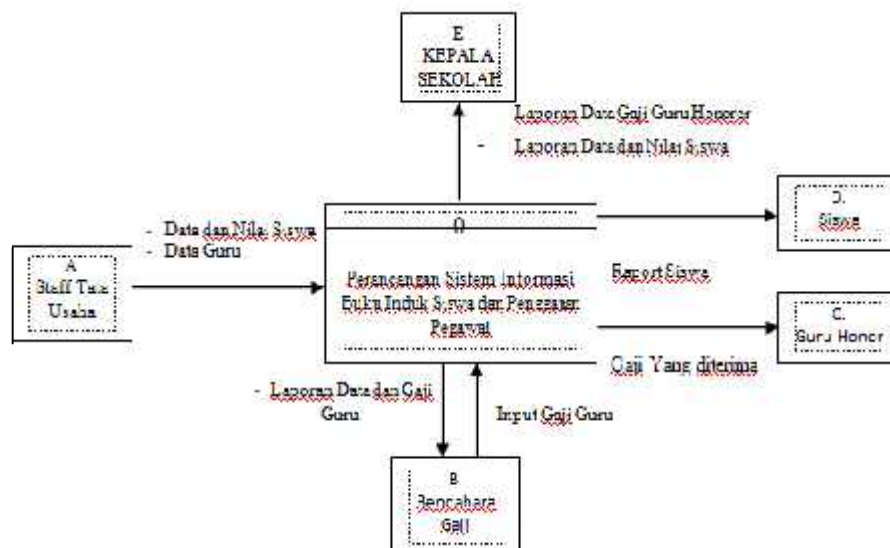 E
KEPALA
SEKOLAH
Laporan Data Gaji Guru Honorer
- Laporan Data dan Nilai Siswa
D.
Siswa
- Data dan Nilai Siswa
- Data Guru
0
A
Staff Tata
Usaha
Perancangan Sistem Informasi
Buku Induk Siswa dan Penggajian
Pegawai
Raport Siswa
C.
Guru Honor
Gaji Yang diterima
- Laporan Data dan Gaji
Guru
Input Gaji Guru
B
Bendahara
Gaji